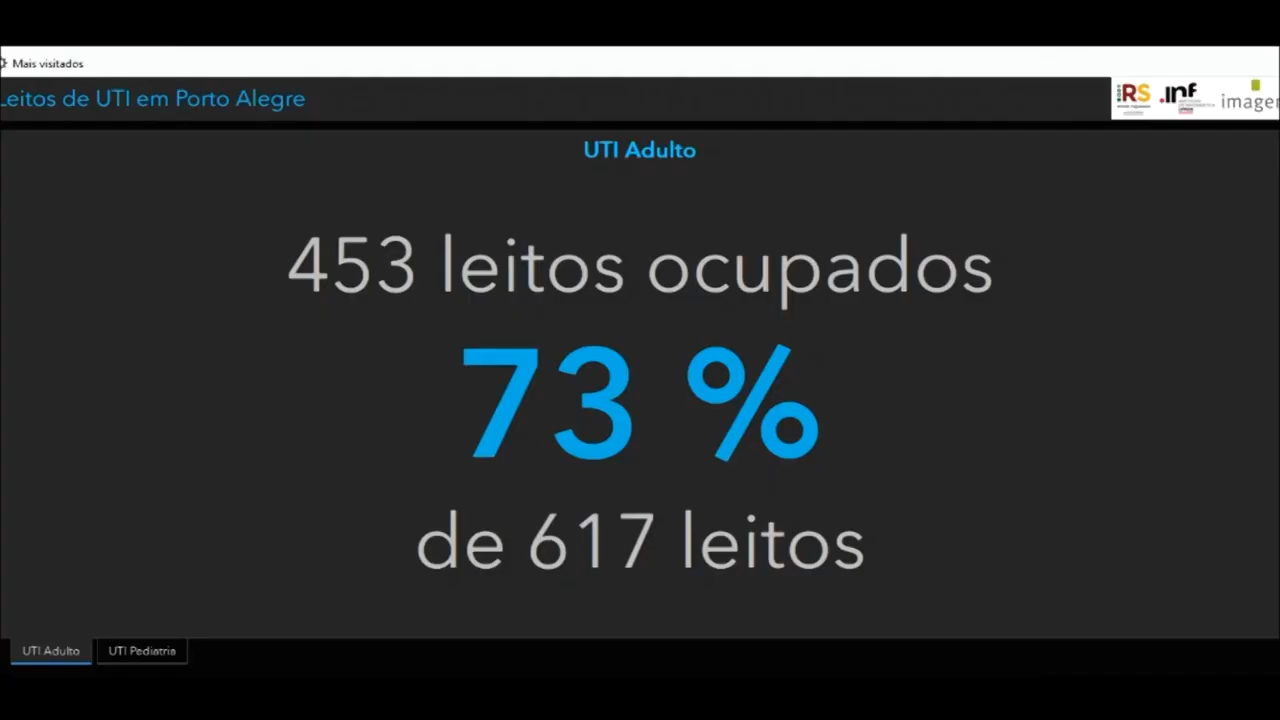 Mais visitados
Leitos de UTI em Porto Alegre
RS
.INF
imagem
UTI Adulto
453 leitos ocupados
73 %
de 617 leitos
UTI Adulto
UTI Pediatria